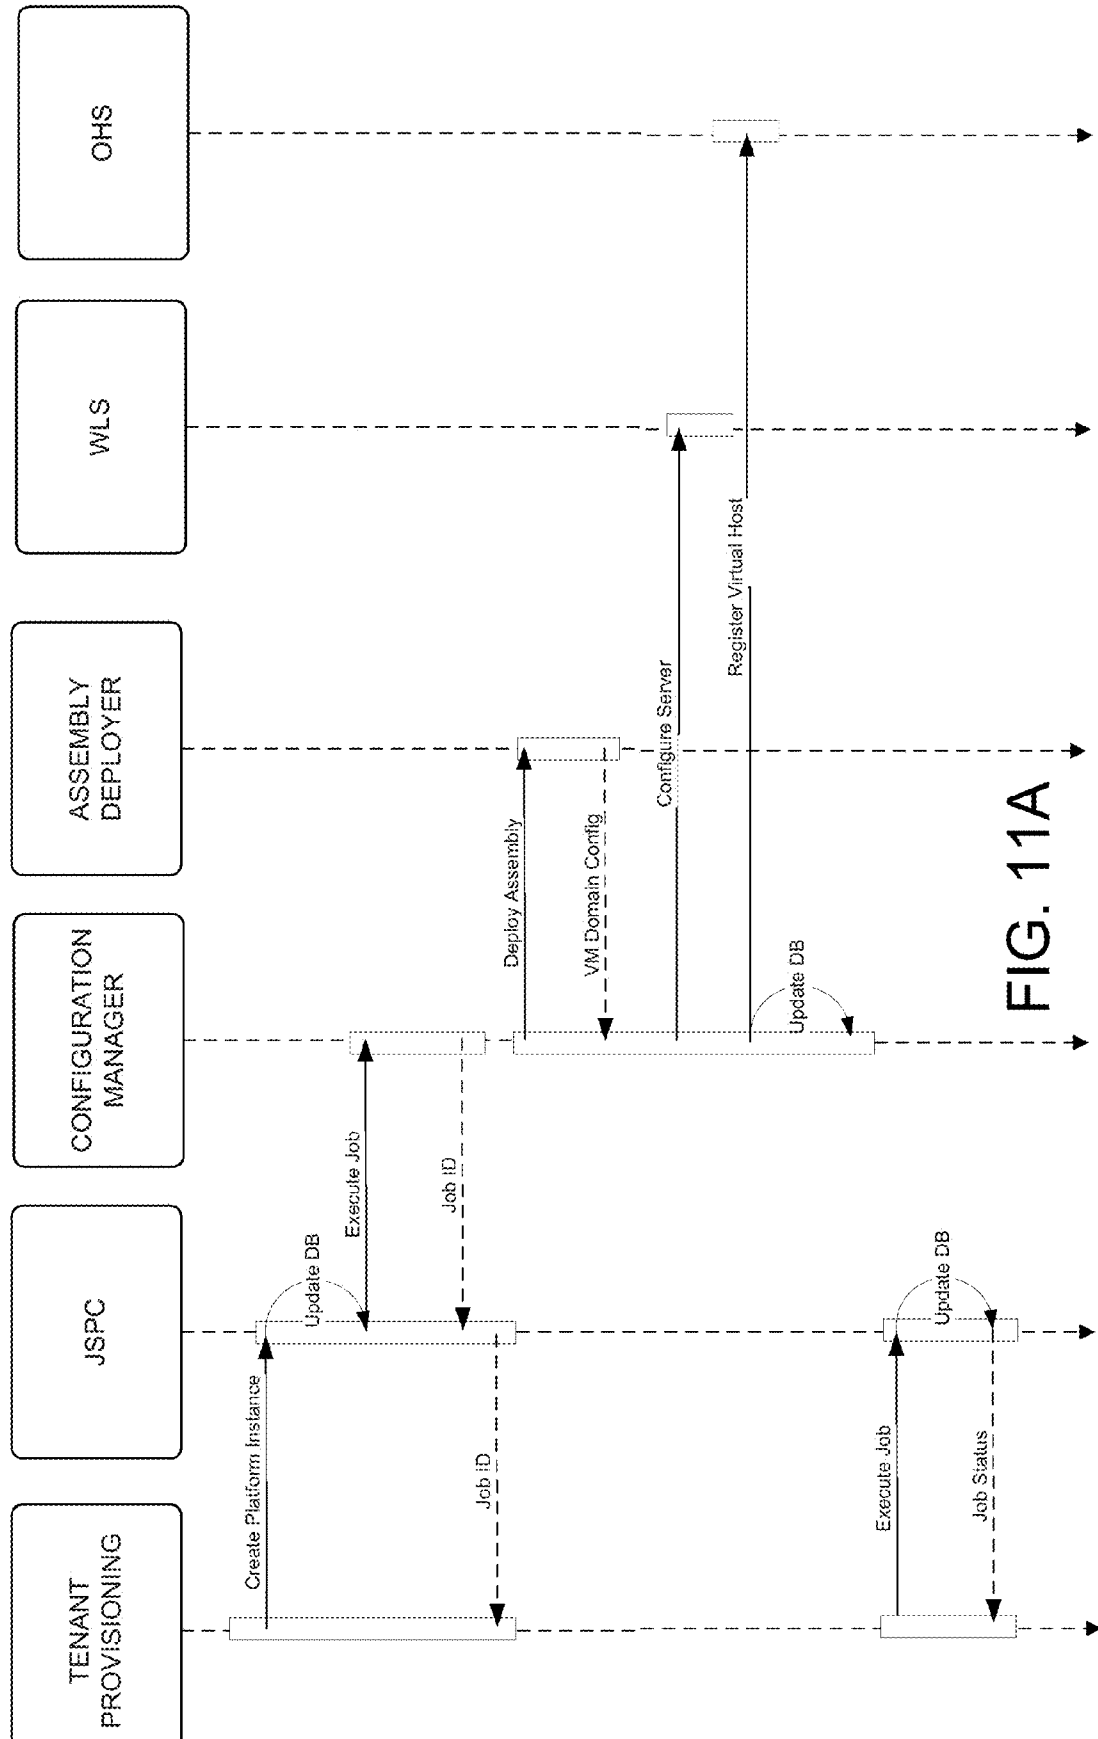 TENANT
PROVISIONING
JSPC
CONFIGURATION
MANAGER
ASSEMBLY
DEPLOYER
WLS
OHS
Create Platform Instance
Update DB
Execute Job
Job ID
Job ID
Deploy Assembly
VM Domain Config
Configure Server
Register Virtual Host
Update DB
Execute Job
Update DB
Job Status
FIG. 11A